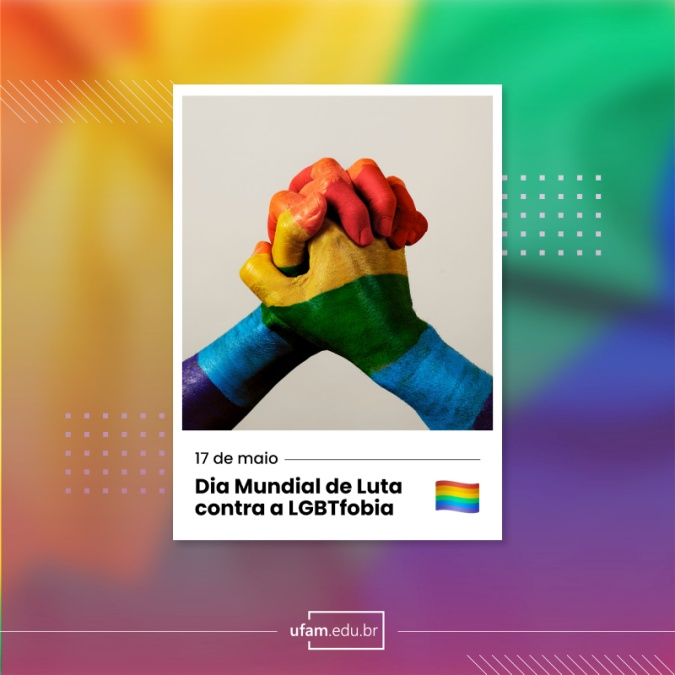 17 de maio
Dia Mundial de Luta
contra a LGBTfobia
ufam.edu.br